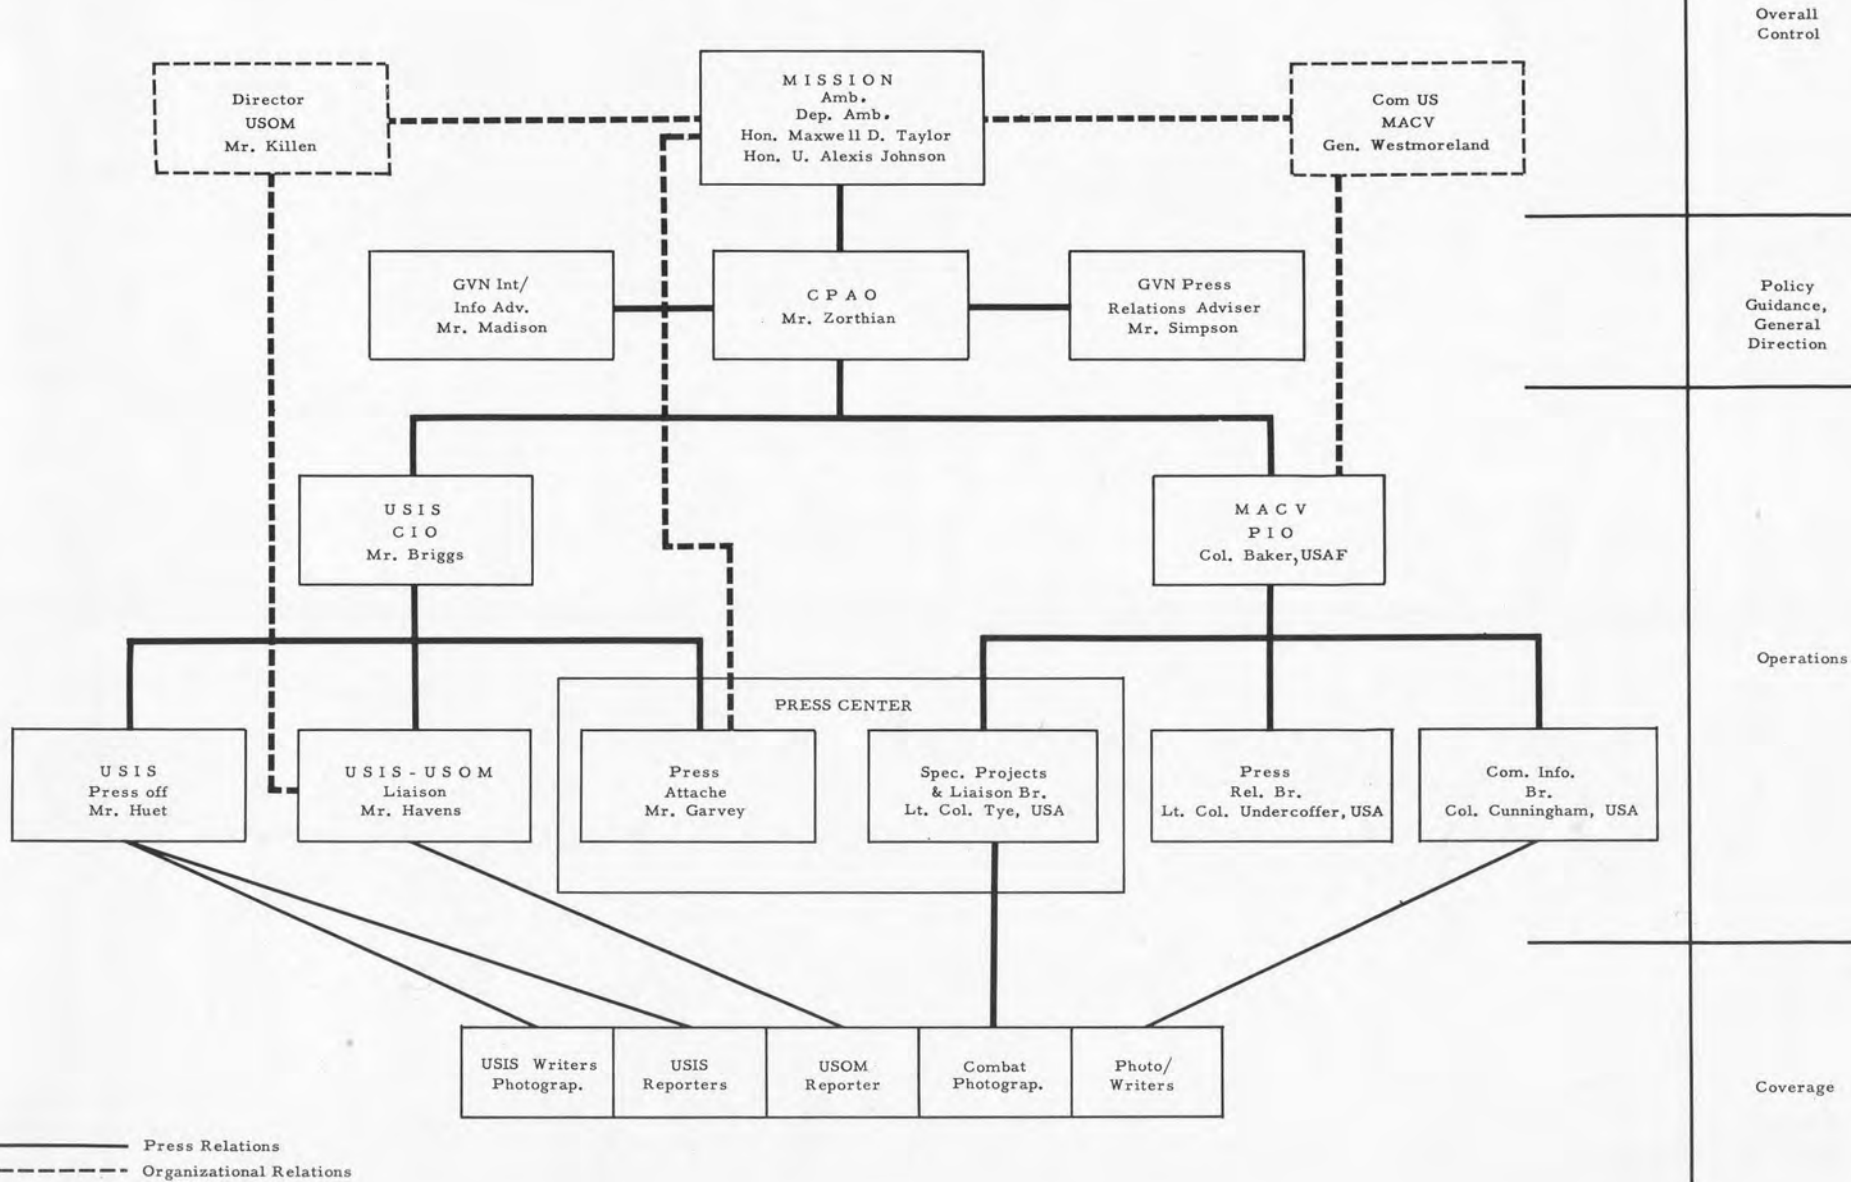 Overall
Control
Director
USOM
Mr. Killen
MISSION
Amb.
Dep. Amb.
Hon. Maxwell D. Taylor
Hon. U. Alexis Johnson
Com US
MACV
Gen. Westmoreland
GVN Int/
Info Adv.
Mr. Madison
CPAO
Mr. Zorthian
GVN Press
Relations Adviser
Mr. Simpson
Policy
Guidance,
General
Direction
USIS
CIO
Mr. Briggs
MACV
PIO
Col. Baker, USAF
Operations
PRESS CENTER
USIS
Press off
Mr. Huet
USIS - USOM
Liaison
Mr. Havens
Press
Attache
Mr. Garvey
Spec. Projects
& Liaison Br.
Lt. Col. Tye, USA
Press
Rel. Br.
Lt. Col. Undercoffer, USA
Com. Info.
Br.
Col. Cunningham, USA
USIS Writers
Photograp.
USIS
Reporters
USOM
Reporter
Combat
Photograp.
Photo/
Writers
Coverage
Press Relations
Organizational Relations